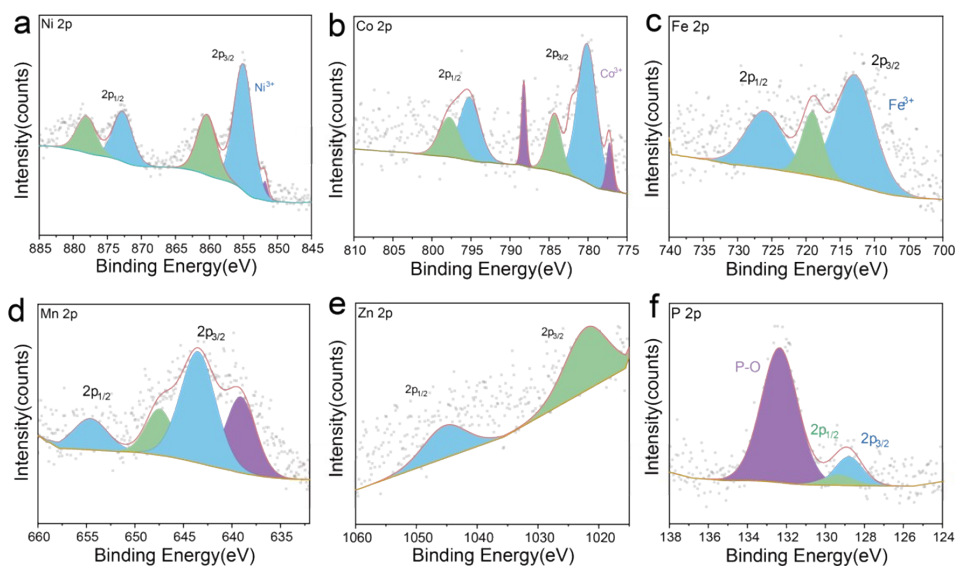 a
Ni 2p
2p1/2
2p3/2
Ni3+
Intensity(counts)
885 880 870 865 860 850 845
Binding Energy(eV)
b
Co 2p
2p1/2
2p3/2
Co3+
Intensity(counts)
810 805 800 795 790 785 780 775
Binding Energy(eV)
c
Fe 2p
2p1/2
2p3/2
Fe3+
Intensity(counts)
740 730 725 720 715 710 705 700
Binding Energy(eV)
d
Mn 2p
2p1/2
2p3/2
Intensity(counts)
660 655 650 645 640 635
Binding Energy(eV)
e
Zn 2p
2p1/2
2p3/2
Intensity(counts)
1060 1050 1040 1030 1020
Binding Energy(eV)
f
P 2p
P-O
2p1/2
2p3/2
Intensity(counts)
138 136 134 132 130 128 126 124
Binding Energy(eV)